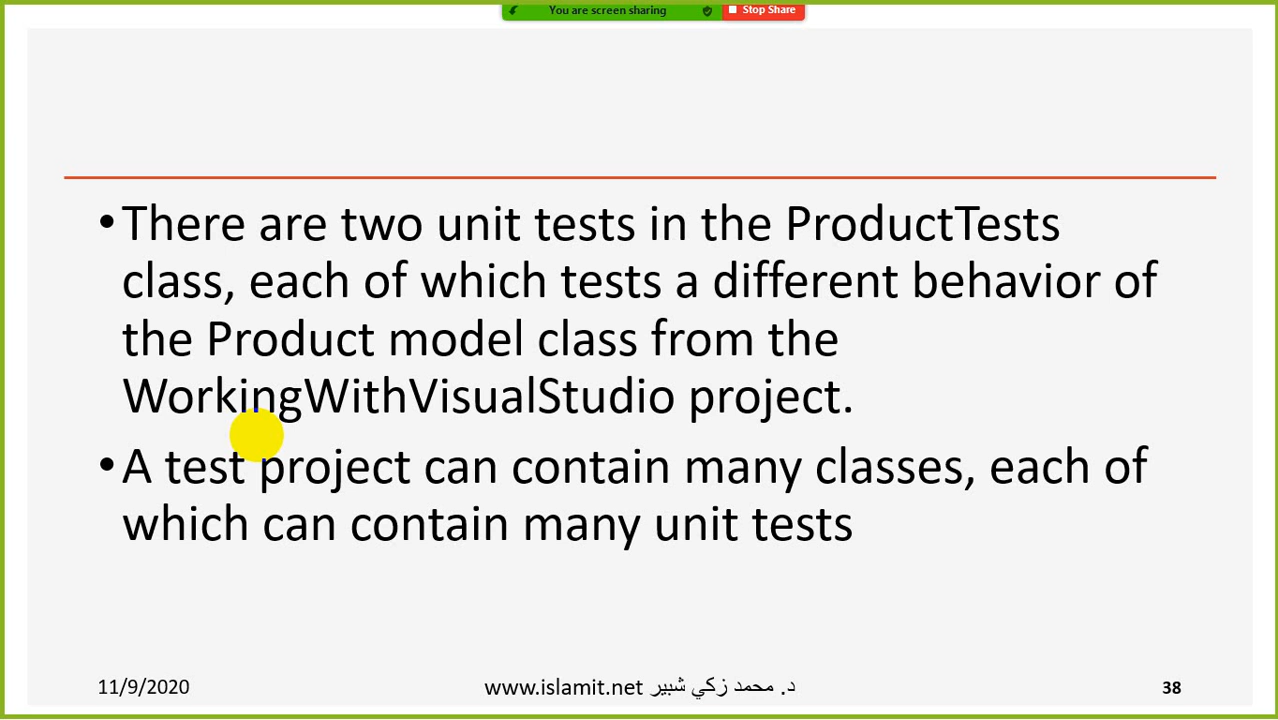 You are screen sharing Stop Share
• There are two unit tests in the ProductTests
class, each of which tests a different behavior of
the Product model class from the
WorkingWithVisualStudio project.
• A test project can contain many classes, each of
which can contain many unit tests
11/9/2020 www.islamit.net د. محمد زكي شبير 38